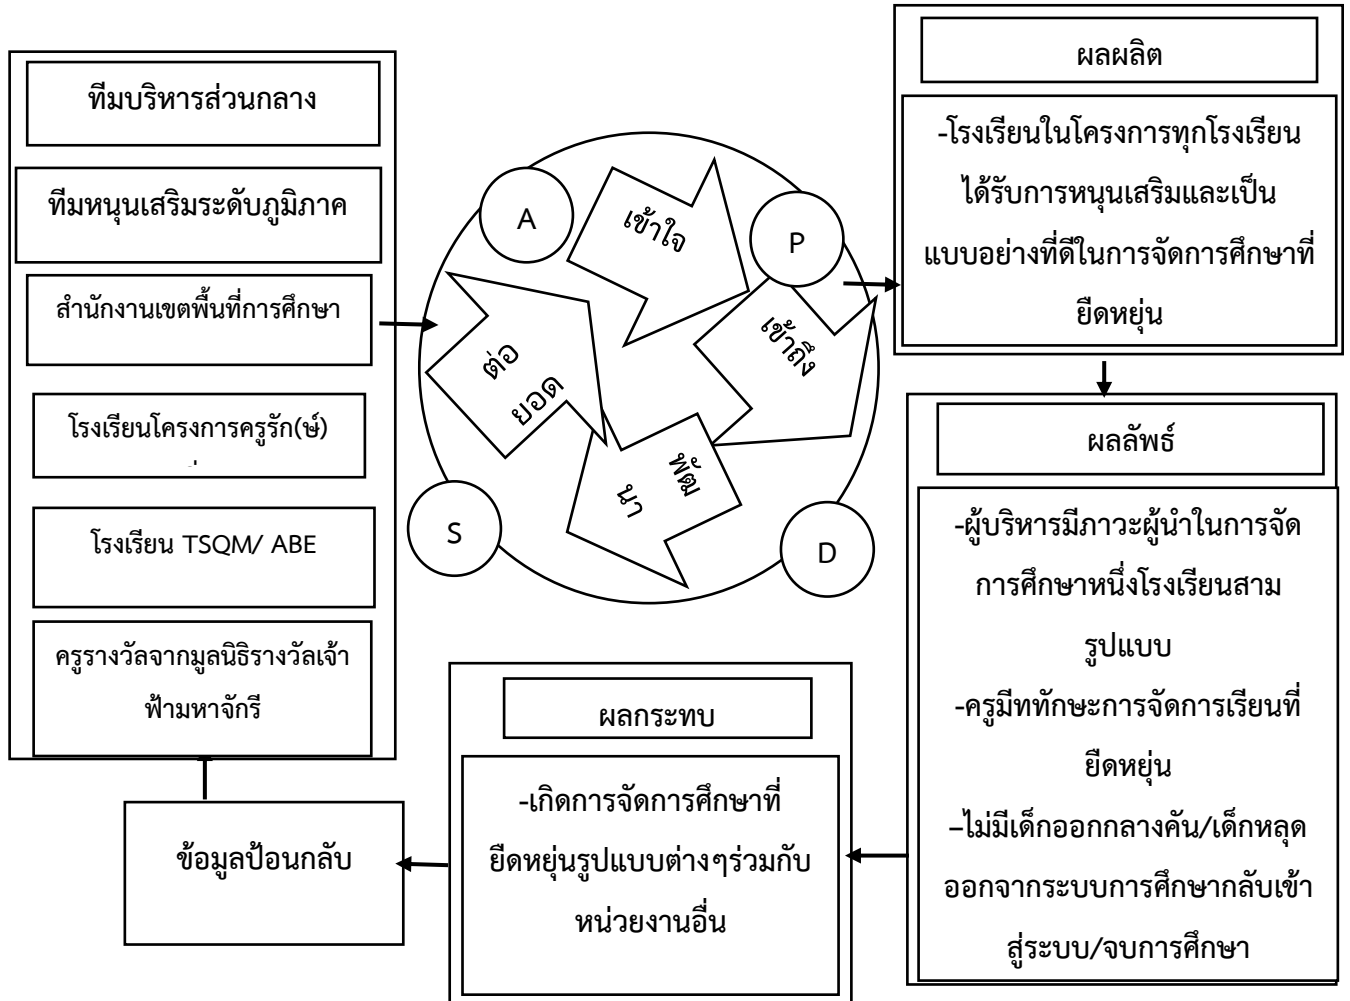 ทีมบริหารส่วนกลาง
ทีมหนุนเสริมระดับภูมิภาค
สำนักงานเขตพื้นที่การศึกษา
โรงเรียนโครงการครูรัก(ษ์)
โรงเรียน TSQM/ ABE
ครูรางวัลจากมูลนิธิรางวัลเจ้า
ฟ้ามหาจักรี
A
เข้าใจ
P
เข้าถึง
ต่อ
ยอด
พัฒ
นา
S
D
ผลผลิต
-โรงเรียนในโครงการทุกโรงเรียน
ได้รับการหนุนเสริมและเป็น
แบบอย่างที่ดีในการจัดการศึกษาที่
ยืดหยุ่น
ผลลัพธ์
-ผู้บริหารมีภาวะผู้นำในการจัด
การศึกษาหนึ่งโรงเรียนสาม
รูปแบบ
-ครูมีททักษะการจัดการเรียนที่
ยืดหยุ่น
–ไม่มีเด็กออกกลางคัน/เด็กหลุด
ออกจากระบบการศึกษากลับเข้า
สู่ระบบ/จบการศึกษา
ผลกระทบ
-เกิดการจัดการศึกษาที่
ยืดหยุ่นรูปแบบต่างๆร่วมกับ
หน่วยงานอื่น
ข้อมูลป้อนกลับ